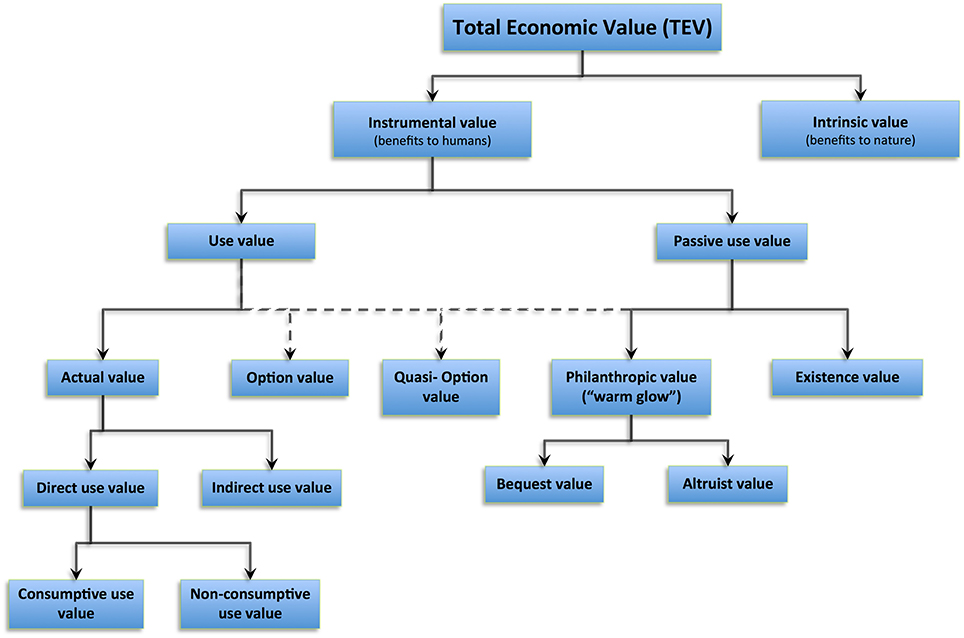 Total Economic Value (TEV)
Instrumental value
(benefits to humans)
Intrinsic value
(benefits to nature)
Use value
Passive use value
Actual value
Option value
Quasi- Option
value
Philanthropic value
(“warm glow”)
Existence value
Direct use value
Indirect use value
Bequest value
Altruist value
Consumptive use
value
Non-consumptive
use value